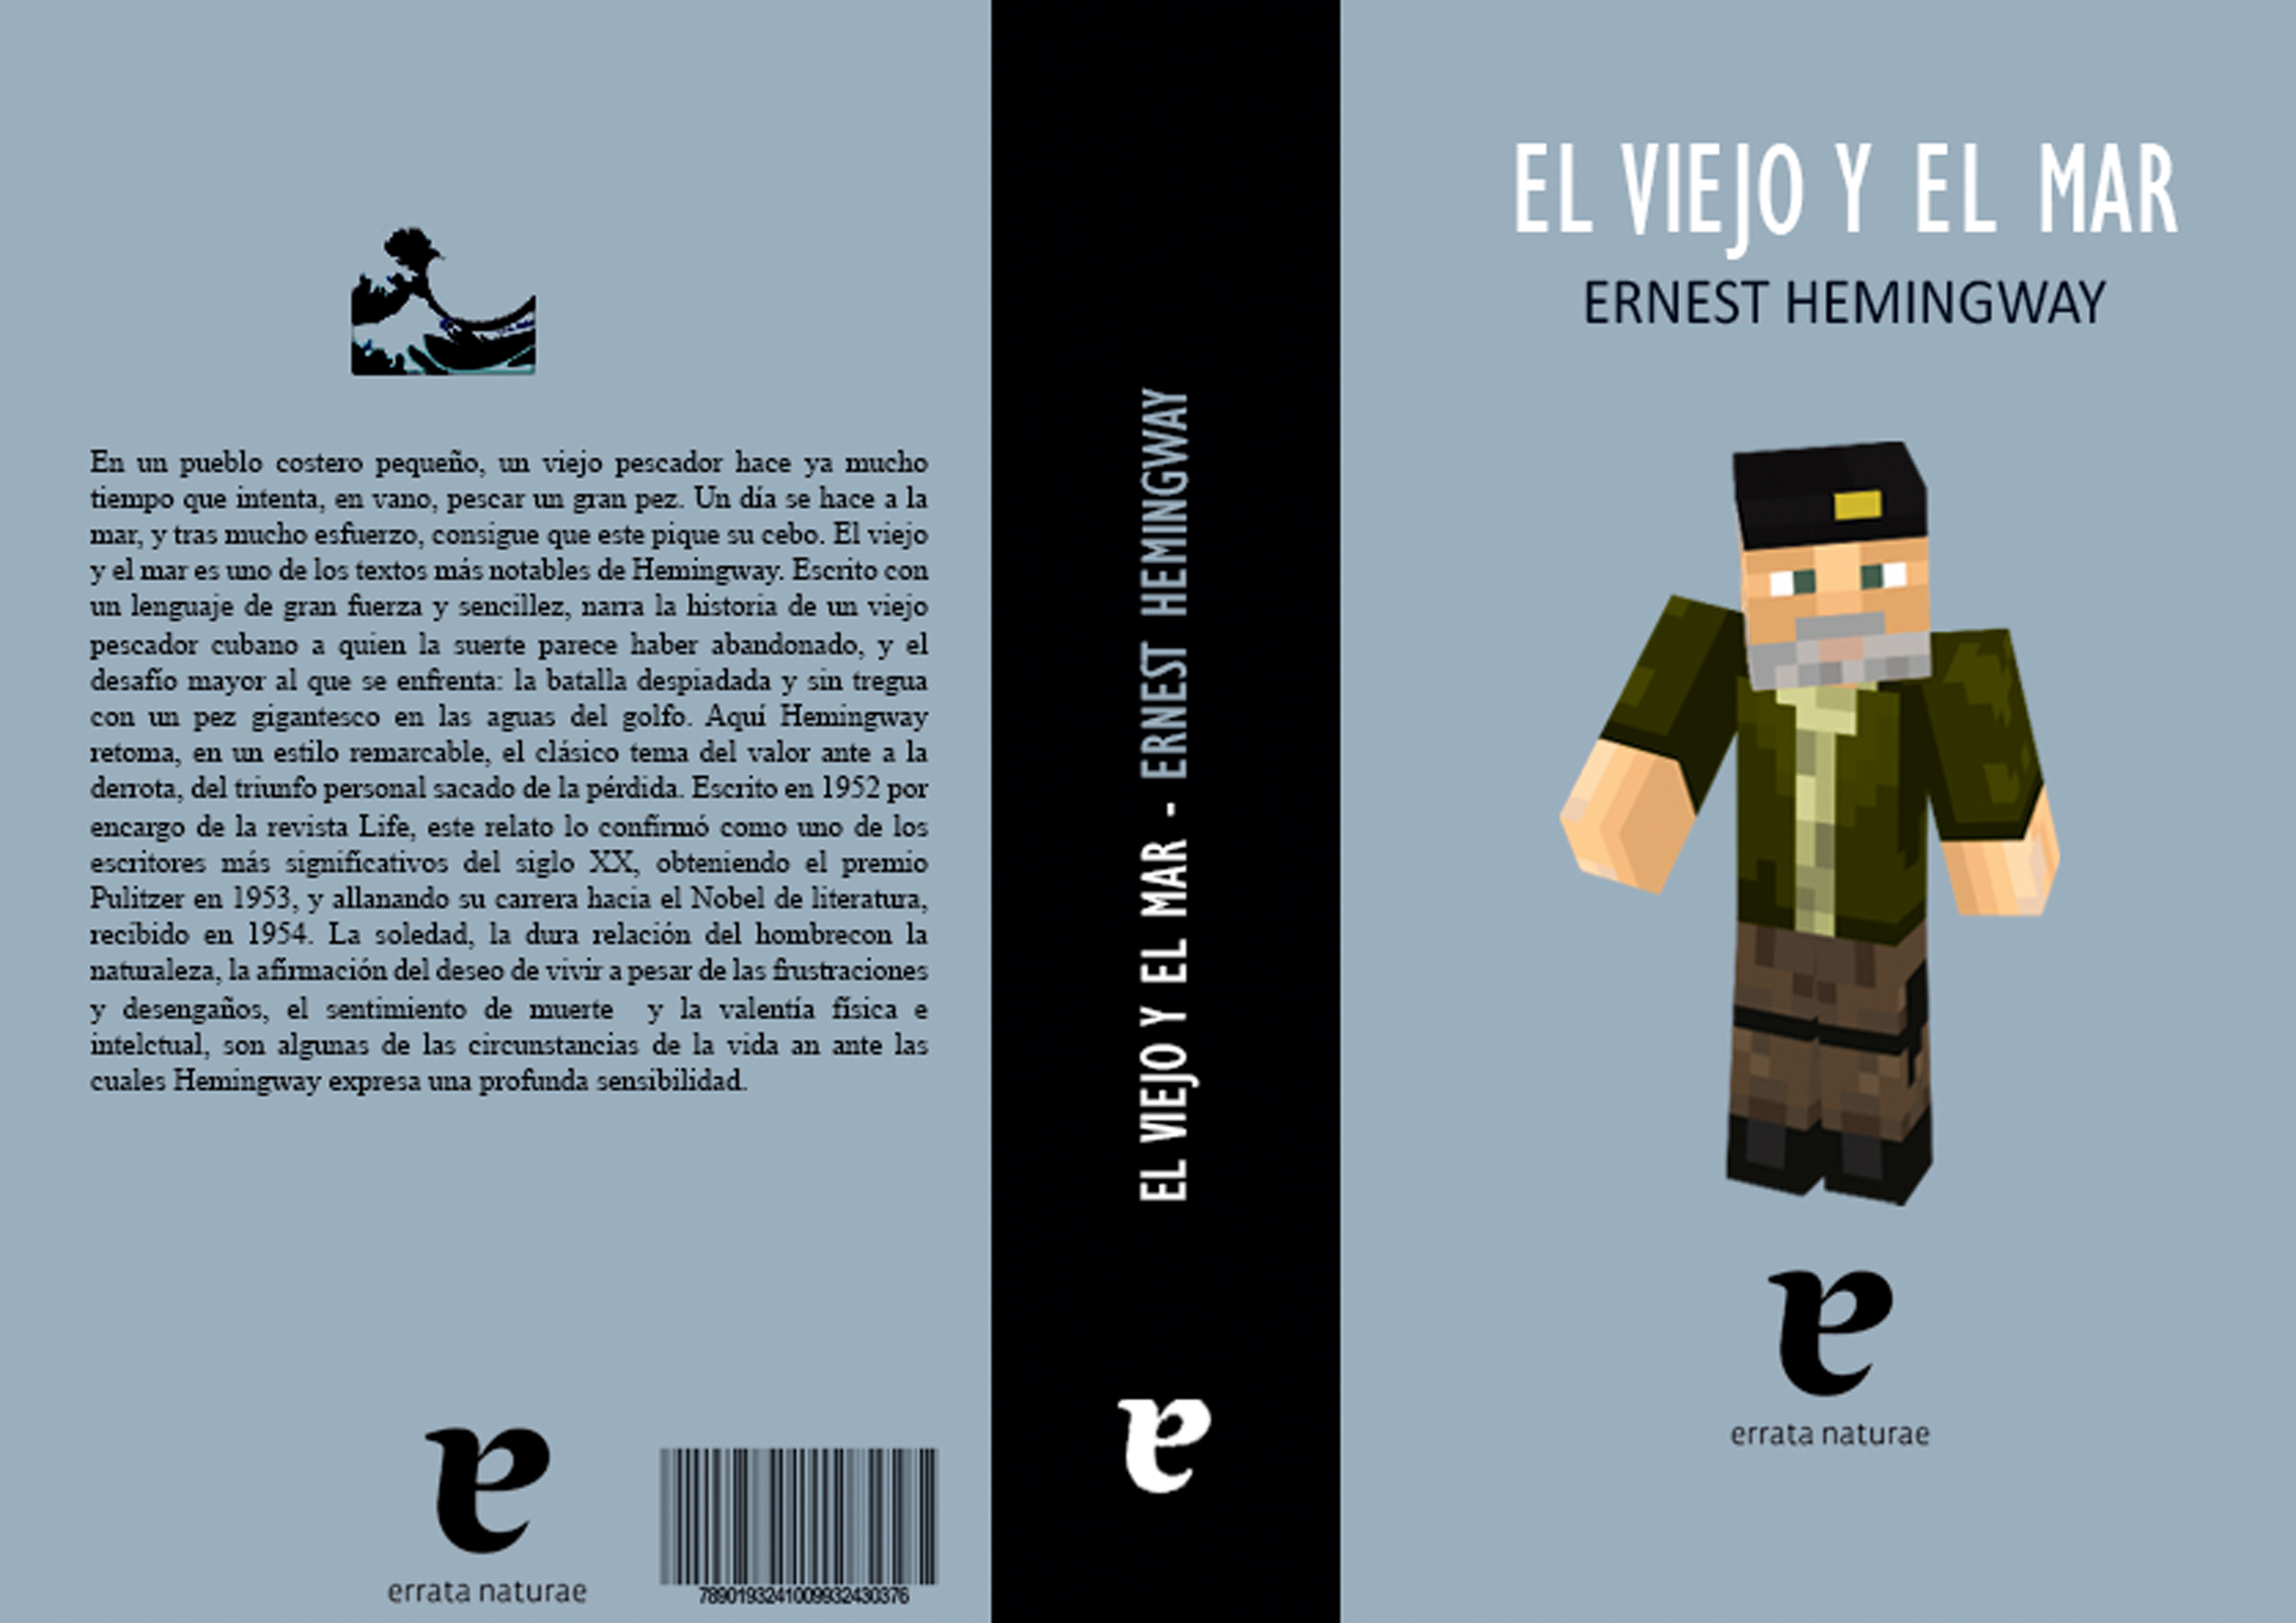 En un pueblo costero pequeño, un viejo pescador hace ya mucho
tiempo que intenta, en vano, pescar un gran pez. Un día se hace a la
mar, y tras mucho esfuerzo, consigue que este pique su cebo. El viejo
y el mar es uno de los textos más notables de Hemingway. Escrito con
un lenguaje de gran fuerza y sencillez, narra la historia de un viejo
pescador cubano a quien la suerte parece haber abandonado, y el
desafío mayor al que se enfrenta: la batalla despiadada y sin tregua
con un pez gigantesco en las aguas del golfo. Aquí Hemingway
retoma, en un estilo remarcable, el clásico tema del valor ante a la
derrota, del triunfo personal sacado de la pérdida. Escrito en 1952 por
encargo de la revista Life, este relato lo confirmó como uno de los
escritores más significativos del siglo XX, obteniendo el premio
Pulitzer en 1953, y allanando su carrera hacia el Nobel de literatura,
recibido en 1954. La soledad, la dura relación del hombrecon la
naturaleza, la afirmación del deseo de vivir a pesar de las frustraciones
y desengaños, el sentimiento de muerte y la valentía física e
intelctual, son algunas de las circunstancias de la vida an ante las
cuales Hemingway expresa una profunda sensibilidad.
e
errata naturae
7890193241009932430376
EL VIEJO Y EL MAR - ERNEST HEMINGWAY
e
EL VIEJO Y EL MAR
ERNEST HEMINGWAY
e
errata naturae